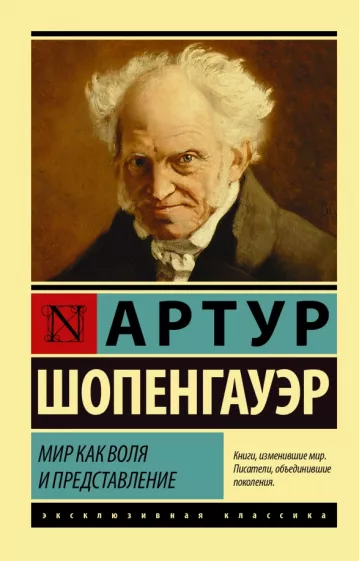 N АРТУР
ШОПЕНГАУЭР
МИР КАК ВОЛЯ
И ПРЕДСТАВЛЕНИЕ
Книги, изменившие мир.
Писатели, объединившие
поколения.
эксклюзивная классика